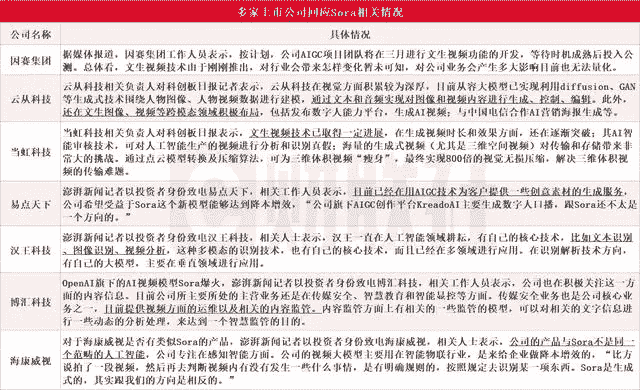 多家上市公司回应Sora相关情况
公司名称
具体情况
因赛集团
据媒体报道，因赛集团工作人员表示，按计划，公司AIGC项目团队将在三月进行文生视频功能的开发，等待时机成熟后投入公
测。总体看，文生视频技术由于刚刚推出，对行业会带来怎样变化暂未可知，对公司业务会产生多大影响目前也无法量化。
云从科技
云从科技相关负责人对科创板日报记者表示，云从科技在视觉方面积累较为深厚，目前从容大模型已实现利用diffusion、GAN
等生成式技术围绕人物图像、人物视频数据进行建模，通过文本和音频实现对图像和视频内容进行生成、控制、编辑。此外，
还在文生图像、视频等跨模态领域积极布局，包括发布数字人能力平台，生成AI视频；与中国电信合作AI营销海报生成等。
当虹科技
当虹科技相关负责人对科创板日报表示，文生视频技术已取得一定进展，在生成视频时长和效果方面，还在逐渐突破；其AI智
能审核技术，可对人工智能生产的视频进行分析和识别真假；海量的生成式视频（尤其是三维空间视频）对传输和存储带来非
常大的挑战。通过点云模型转换及压缩算法，可为三维体积视频“瘦身”，最终实现800倍的视觉无损压缩，解决三维体积视
频的传输难题。
易点天下
澎湃新闻记者以投资者身份致电易点天下，相关工作人员表示，目前已经在用AIGC技术为客户提供一些创意素材的生成服务，
公司希望受益于Sora这个新模型能够达到降本增效，“公司旗下AIGC创作平台KreadoAI主要生成数字人口播，跟Sora还不太是
一个方向的。”
汉王科技
澎湃新闻记者以投资者身份致电汉王科技，相关人士表示，汉王一直在人工智能领域耕耘，有自己的核心技术，比如文本识别
、图像识别、视频分析，这种多模态的识别技术，也有自己的核心技术，而且已经在多领域进行应用。在识别解析技术方向，
有自己的大模型，主要在垂直领域进行应用。
博汇科技
OpenAI旗下的AI视频模型Sora爆火，澎湃新闻记者以投资者身份致电博汇科技，相关工作人员表示，公司也在积极关注这一方
面的内容信息。目前公司所主要所处的主营业务还是在传媒安全、智慧教育和智能显控等方面。传媒安全业务也是公司核心业
务之一，目前提供视频方面的运维以及相关的内容监管。内容监管方面上有相关的一些监管的模型，可以对相关的文字信息进
行一些动态的分析处理，来达到一个智慧监管的目的。
海康威视
对于海康威视是否有类似Sora的产品，澎湃新闻记者以投资者身份致电海康威视，相关人士表示，公司的产品与Sora不是同一
个范畴的人工智能，公司专注在感知智能方面。公司的视频大模型主要用在智能物联行业，是来给企业做降本增效的，“比方
说拍了一段视频，然后再去判断视频内有没有发生一些什么事情，是有明确规则的，按照规定去识别某一项东西。Sora是生成
式的，其实跟我们的方向是相反的。”